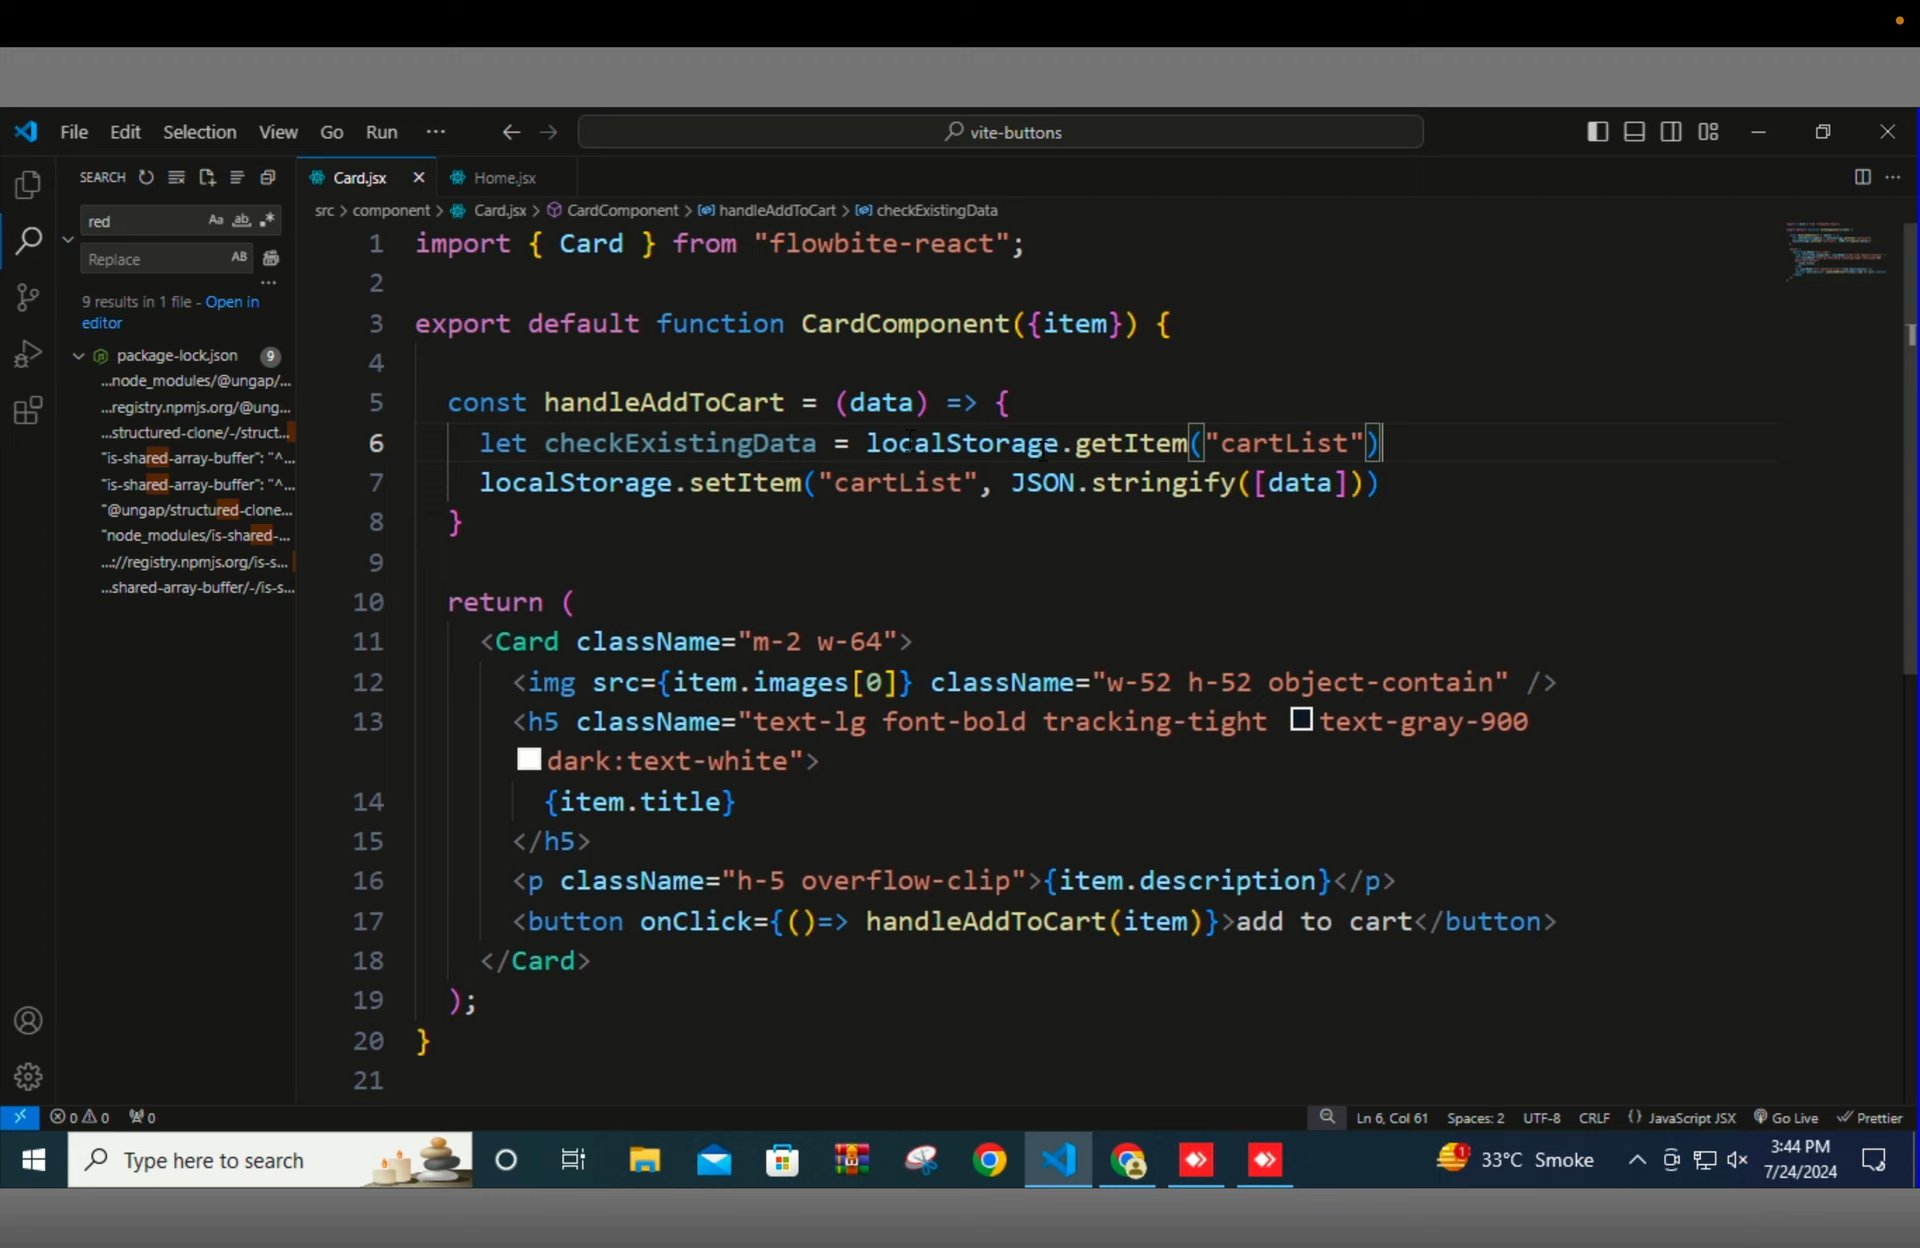 File Edit Selection View Go Run ··· vite-buttons
SEARCH
Card.jsx Home.jsx
src > component > Card.jsx > CardComponent > handleAddToCart > checkExistingData
red
Replace
9 results in 1 file - Open in
editor
package-lock.json 9
...node_modules/@ungap/...
...registry.npmjs.org/@ung...
...structured-clone/-/struct...
"is-shared-array-buffer": "^...
"is-shared-array-buffer": "^...
"@ungap/structured-clone...
"node_modules/is-shared-...
...://registry.npmjs.org/is-s...
...shared-array-buffer/-/is-s...
1 import { Card } from "flowbite-react";
2
3 export default function CardComponent({item}) {
4
5 const handleAddToCart = (data) => {
6 let checkExistingData = localStorage.getItem("cartList")
7 localStorage.setItem("cartList", JSON.stringify([data]))
8 }
9
10 return (
11 <Card className="m-2 w-64">
12 <img src={item.images[0]} className="w-52 h-52 object-contain" />
13 <h5 className="text-lg font-bold tracking-tight text-gray-900
dark:text-white">
14 {item.title}
15 </h5>
16 <p className="h-5 overflow-clip">{item.description}</p>
17 <button onClick={()=> handleAddToCart(item)}>add to cart</button>
18 </Card>
19 );
20 }
21
0 0 0 Ln 6, Col 61 Spaces: 2 UTF-8 CRLF {} JavaScript JSX Go Live Prettier
Type here to search 1 33°C Smoke 3:44 PM
7/24/2024